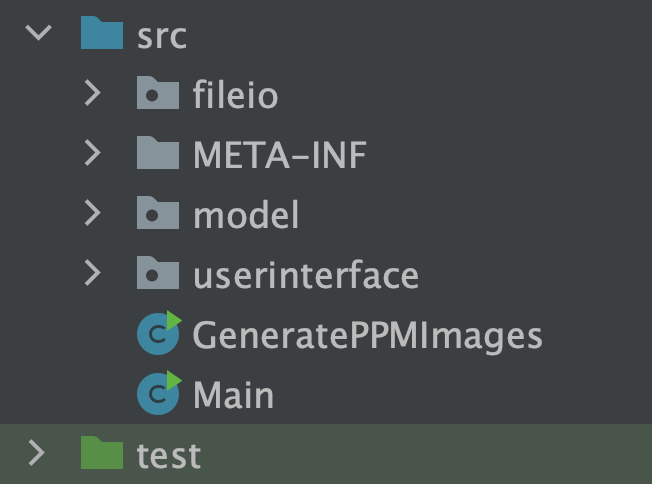 src
fileio
META-INF
model
userinterface
GeneratePPMImages
Main
test